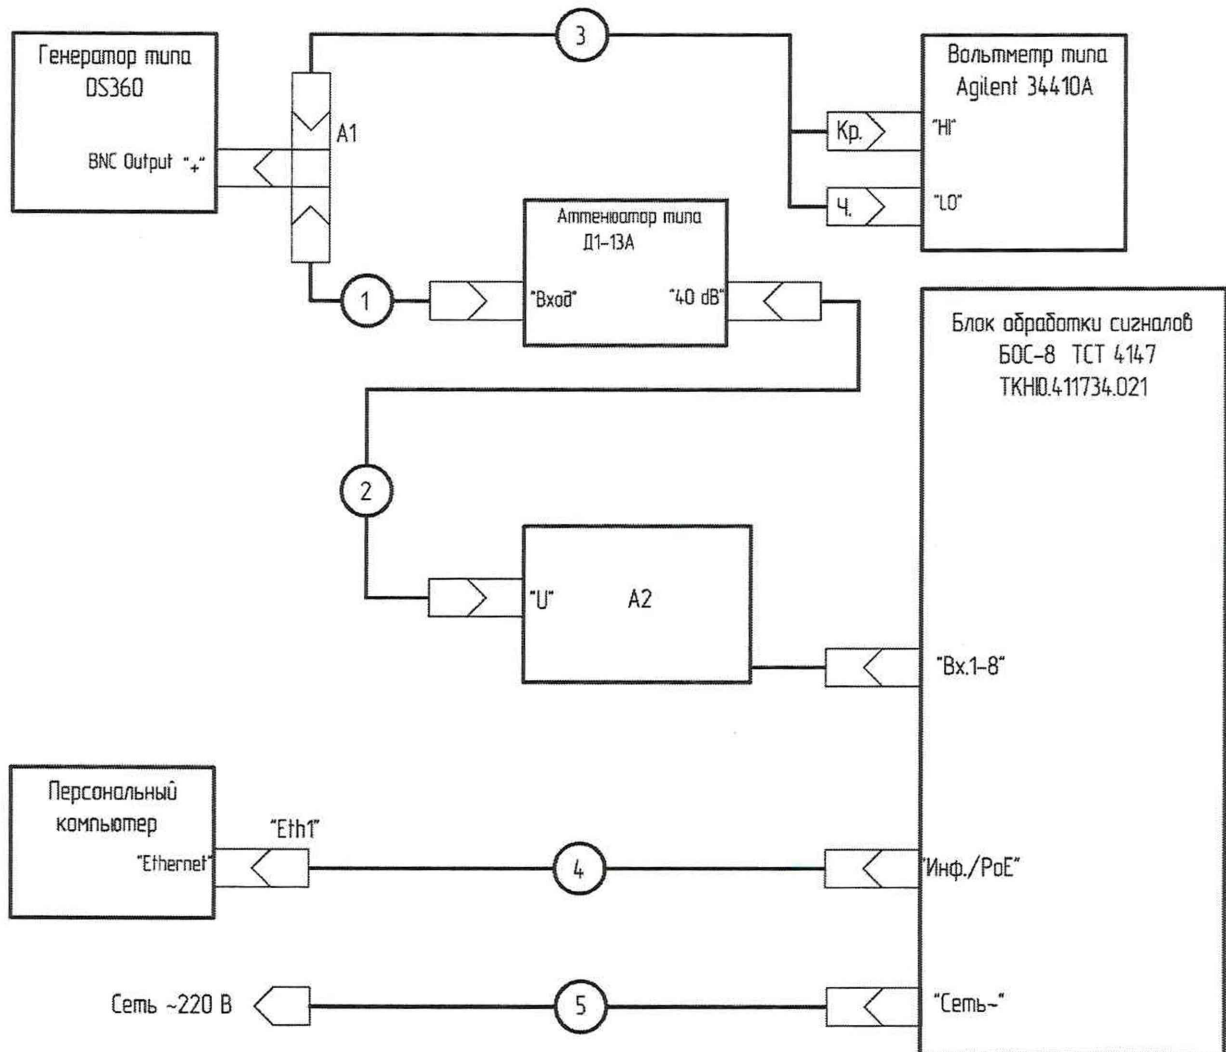 3
Генератор типа
DS360
BNC Output "+"
A1
Вольтметр типа
Agilent 34410A
Кр.
"HI"
Ч.
"LO"
Аттенюатор типа
Д1-13А
"Вход"
"40 dB"
1
Блок обработки сигналов
БОС-8 ТСТ 4147
ТКНЮ.411734.021
2
"U"
A2
"Вх.1-8"
Персональный
компьютер
"Ethernet"
"Eth1"
4
"Инф./PoE"
Сеть ~220 В
5
"Сеть~"